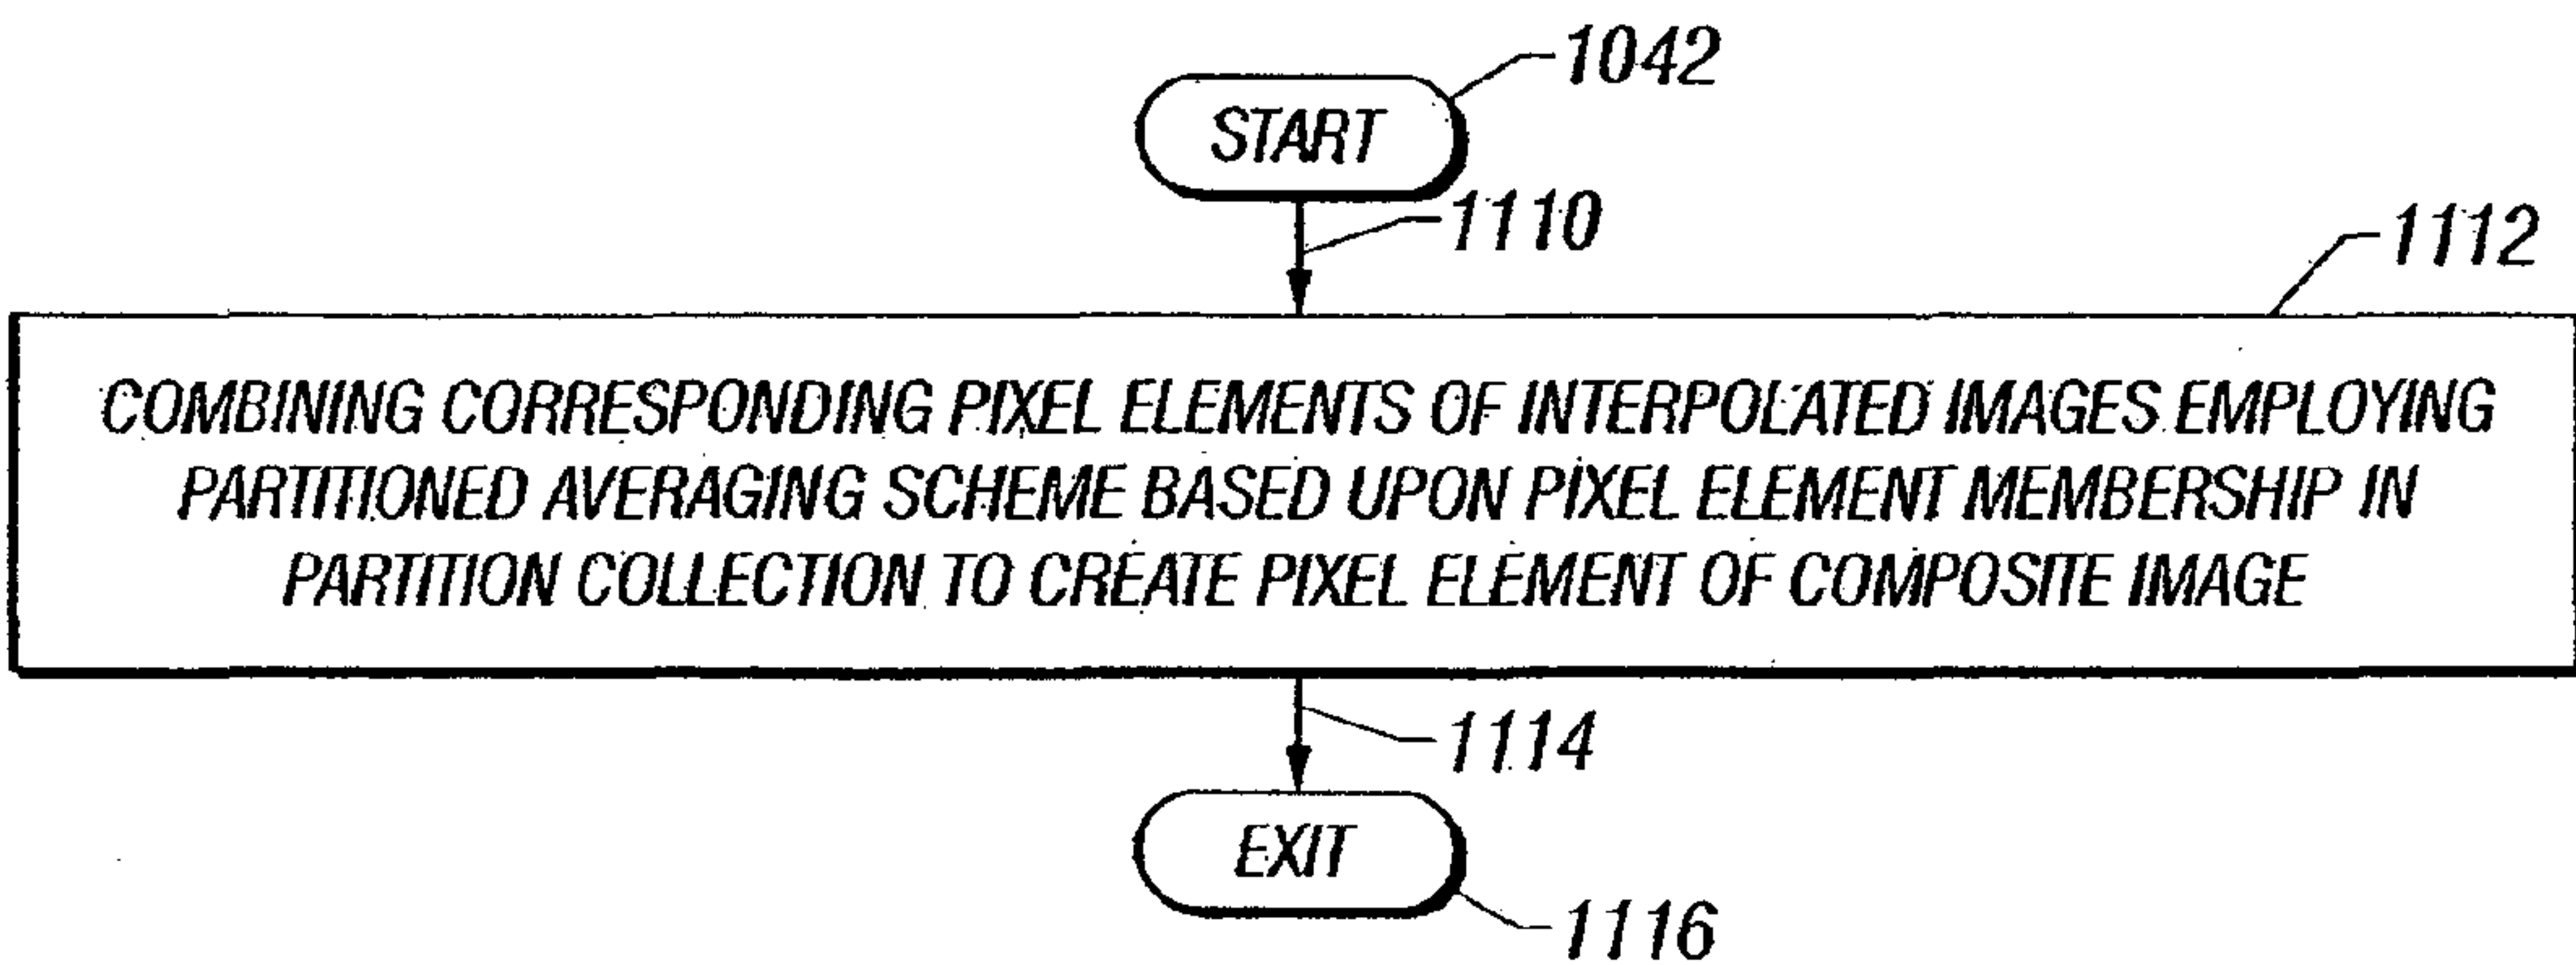 1042
START
1110
1112
COMBINING CORRESPONDING PIXEL ELEMENTS OF INTERPOLATED IMAGES EMPLOYING
PARTITIONED AVERAGING SCHEME BASED UPON PIXEL ELEMENT MEMBERSHIP IN
PARTITION COLLECTION TO CREATE PIXEL ELEMENT OF COMPOSITE IMAGE
1114
EXIT
1116